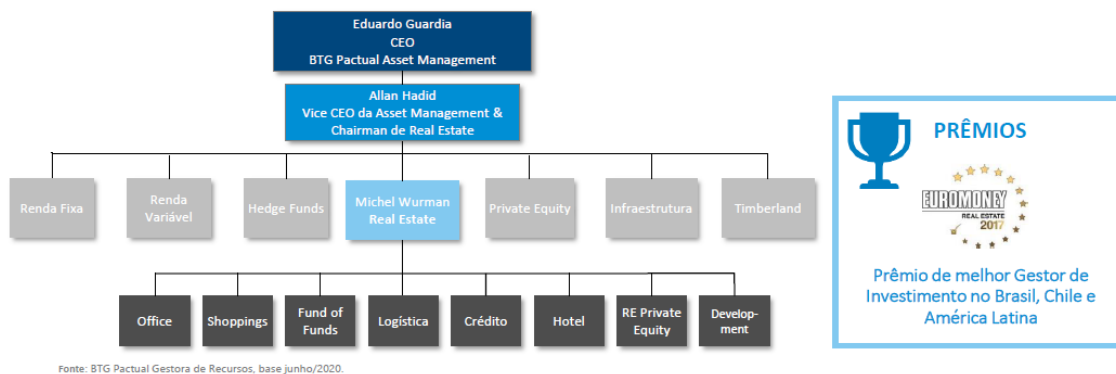 Eduardo Guardia
CEO
BTG Pactual Asset Management
Allan Hadid
Vice CEO da Asset Management &
Chairman de Real Estate
Renda Fixa
Renda
Variável
Hedge Funds
Michel Wurman
Real Estate
Private Equity
Infraestrutura
Timberland
Office
Shoppings
Fund of
Funds
Logística
Crédito
Hotel
RE Private
Equity
Develop-
ment
Fonte: BTG Pactual Gestora de Recursos, base junho/2020.
PRÊMIOS
EUROMONEY
REAL ESTATE
2017
Prêmio de melhor Gestor de
Investimento no Brasil, Chile e
América Latina